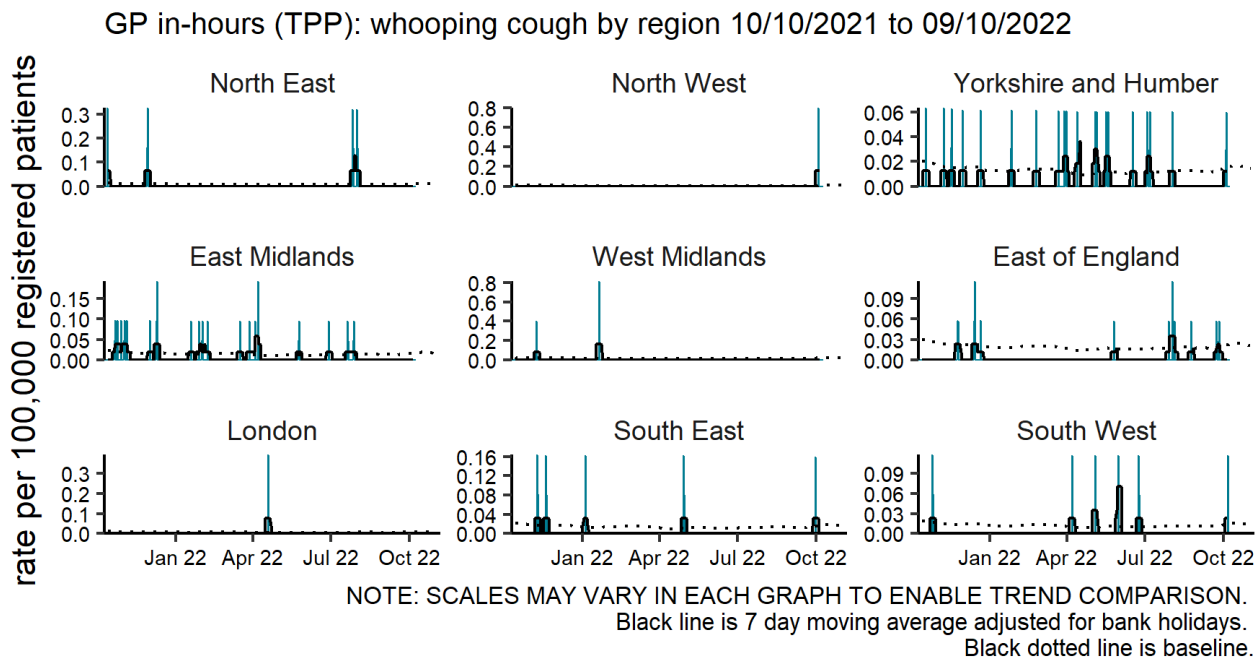 GP in-hours (TPP): whooping cough by region 10/10/2021 to 09/10/2022
rate per 100,000 registered patients
North East
North West
Yorkshire and Humber
0.3
0.2
0.1
0.0
0.8
0.6
0.4
0.2
0.0
0.06
0.04
0.02
0.00
East Midlands
West Midlands
East of England
0.15
0.10
0.05
0.00
0.8
0.6
0.4
0.2
0.0
0.09
0.06
0.03
0.00
London
South East
South West
0.3
0.2
0.1
0.0
0.16
0.12
0.08
0.04
0.00
0.09
0.06
0.03
0.00
Jan 22 Apr 22 Jul 22 Oct 22
Jan 22 Apr 22 Jul 22 Oct 22
Jan 22 Apr 22 Jul 22 Oct 22
NOTE: SCALES MAY VARY IN EACH GRAPH TO ENABLE TREND COMPARISON.
Black line is 7 day moving average adjusted for bank holidays.
Black dotted line is baseline.